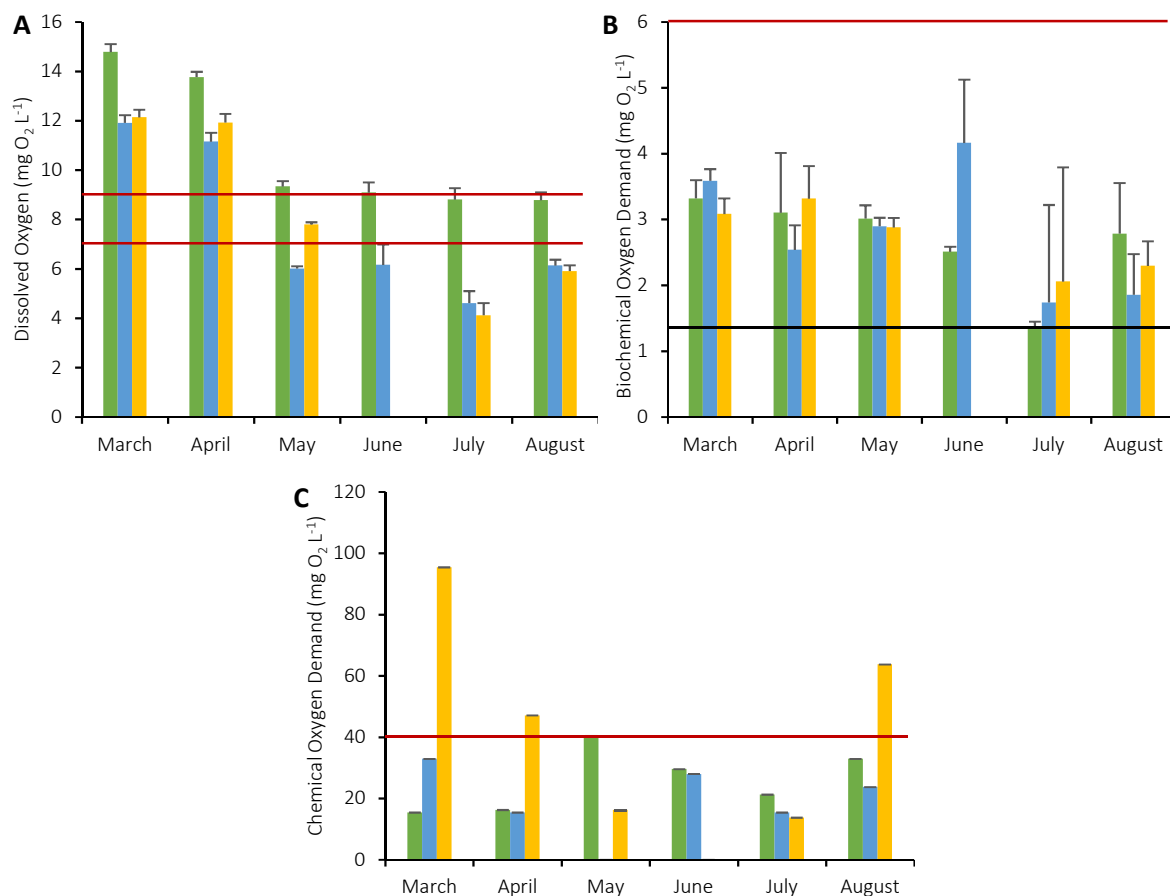 A
Dissolved Oxygen (mg O₂ L⁻¹)
16
14
12
10
8
6
4
2
0
March April May June July August
B
Biochemical Oxygen Demand (mg O₂ L⁻¹)
6
5
4
3
2
1
0
March April May June July August
C
Chemical Oxygen Demand (mg O₂ L⁻¹)
120
100
80
60
40
20
0
March April May June July August